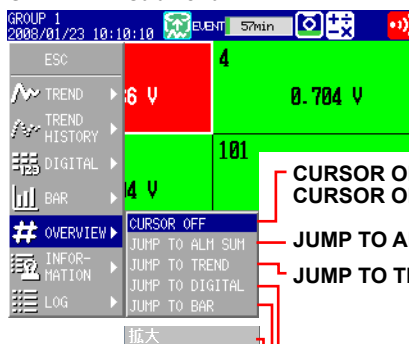 GROUP 1
2008/01/23 10:10:10 EVENT 57min
ESC
4
TREND
6 V
0.704 V
TREND
HISTORY
DIGITAL
101
BAR
4 V
CURSOR
CURSOR
OVERVIEW
CURSOR OFF
JUMP TO ALM SUM
JUMP TO
INFOR-
MATION
JUMP TO TREND
JUMP TO
JUMP TO DIGITAL
LOG
JUMP TO BAR
拡大